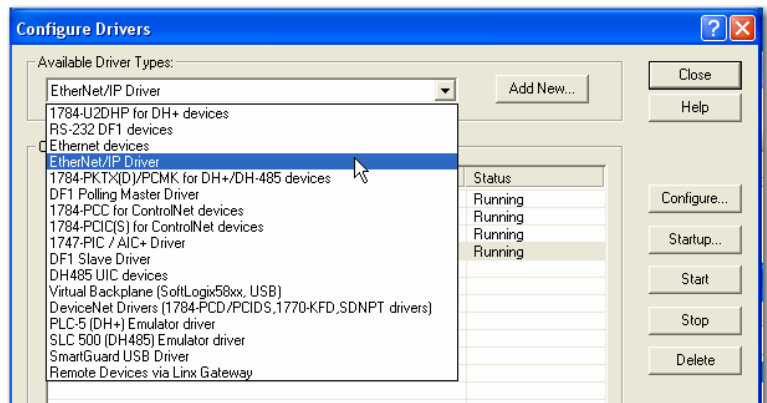 Configure Drivers
Available Driver Types:
EtherNet/IP Driver
Add New...
Close
Help
1784-U2DHP for DH+ devices
RS-232 DF1 devices
Ethernet devices
EtherNet/IP Driver
1784-PKTX(D)/PCMK for DH+/DH-485 devices
DF1 Polling Master Driver
1784-PCC for ControlNet devices
1784-PCIC(S) for ControlNet devices
1747-PIC / AIC+ Driver
DF1 Slave Driver
DH485 UIC devices
Virtual Backplane (SoftLogix58xx, USB)
DeviceNet Drivers (1784-PCD/PCIDS,1770-KFD,SDNPT drivers)
PLC-5 (DH+) Emulator driver
SLC 500 (DH485) Emulator driver
SmartGuard USB Driver
Remote Devices via Linx Gateway
Status
Running
Running
Running
Running
Configure...
Startup...
Start
Stop
Delete